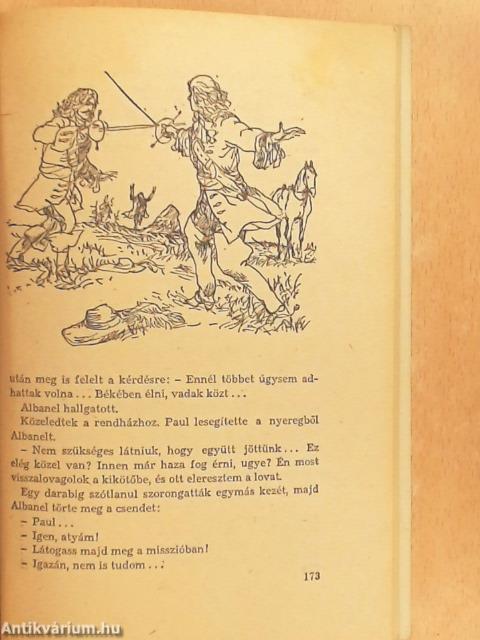 után meg is felelt a kérdésre: – Ennél többet úgysem ad-
hattak volna ... Békében élni, vadak közt ...
Albanel hallgatott.
Közeledtek a rendházhoz. Paul lesegítette a nyeregből
Albanelt.
– Nem szükséges látniuk, hogy együtt jöttünk ... Ez
elég közel van? Innen már haza fog érni, ugye? Én most
visszalovagolok a kikötőbe, és ott eleresztem a lovat.
Egy darabig szótlanul szorongatták egymás kezét, majd
Albanel törte meg a csendet:
– Paul ...
– Igen, atyám!
– Látogass majd meg a misszióban!
– Igazán, nem is tudom ...
173
Antikvárium.hu